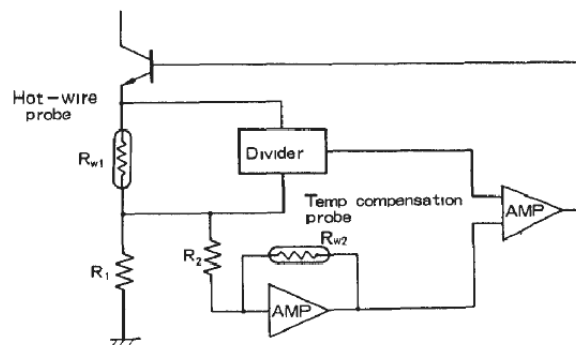 Hot-wire
probe
Rw1
Divider
Temp compensation
probe
Rw2
AMP
R2
R1
AMP